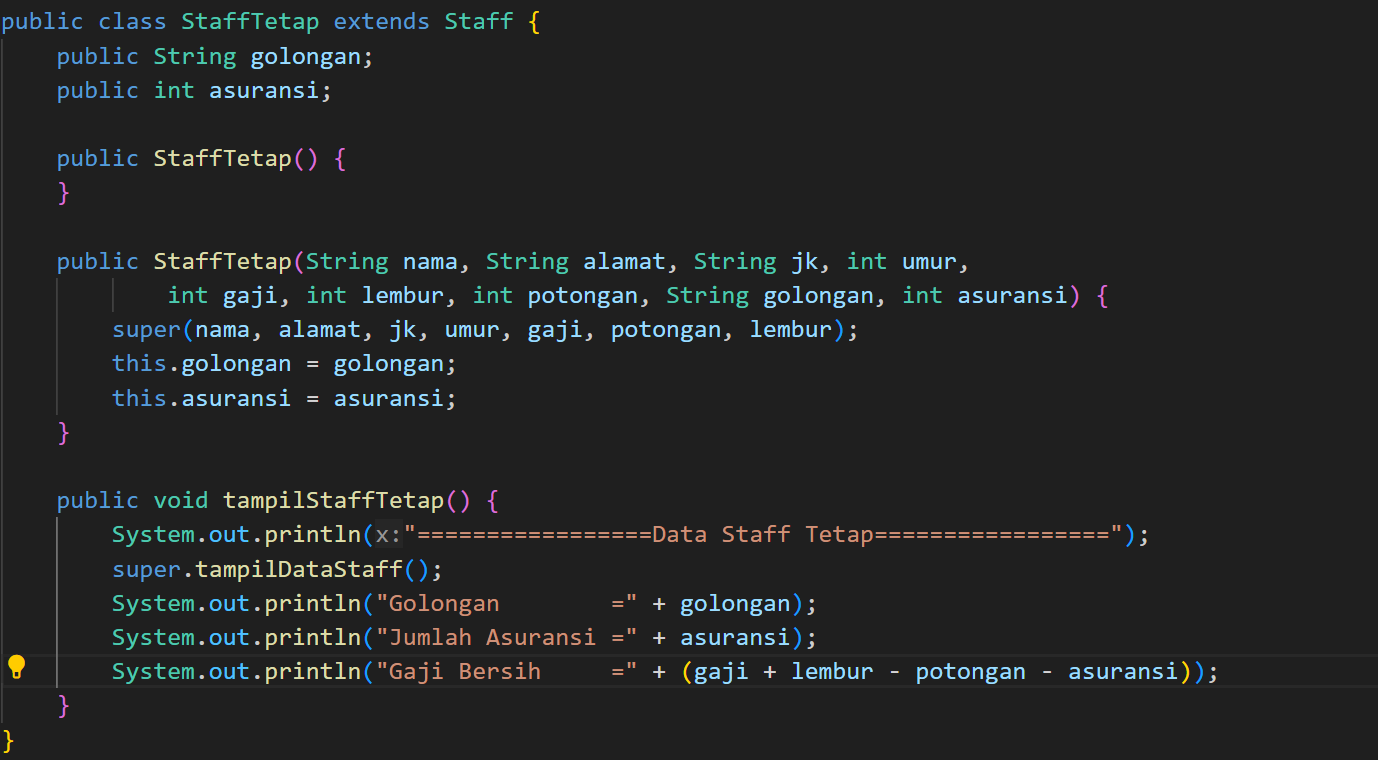 public class StaffTetap extends Staff {
    public String golongan;
    public int asuransi;

    public StaffTetap() {
    }

    public StaffTetap(String nama, String alamat, String jk, int umur,
            int gaji, int lembur, int potongan, String golongan, int asuransi) {
        super(nama, alamat, jk, umur, gaji, potongan, lembur);
        this.golongan = golongan;
        this.asuransi = asuransi;
    }

    public void tampilStaffTetap() {
        System.out.println(x:"=================Data Staff Tetap=================");
        super.tampilDataStaff();
        System.out.println("Golongan        =" + golongan);
        System.out.println("Jumlah Asuransi =" + asuransi);
        System.out.println("Gaji Bersih     =" + (gaji + lembur - potongan - asuransi));
    }
}